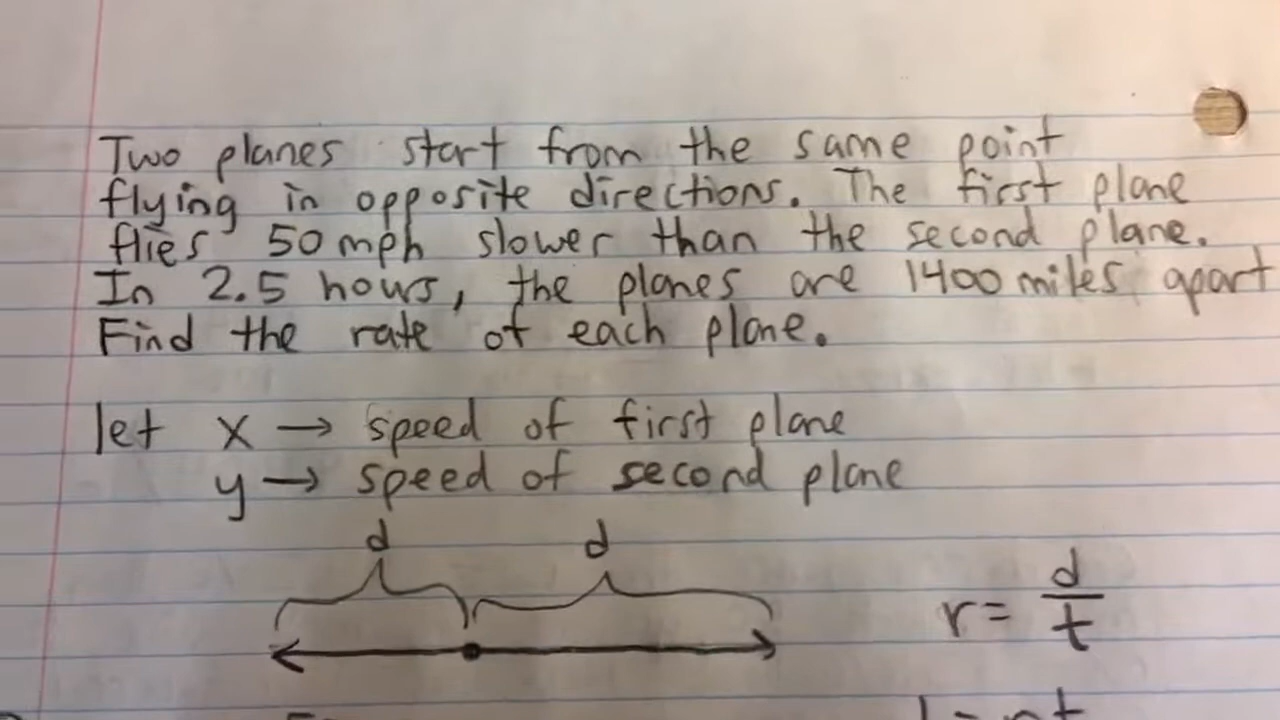 Two planes start from the same point
flying in opposite directions. The first plane
flies 50 mph slower than the second plane.
In 2.5 hours, the planes are 1400 miles apart
Find the rate of each plane.
let x → speed of first plane
y → speed of second plane
d d
r = d/t